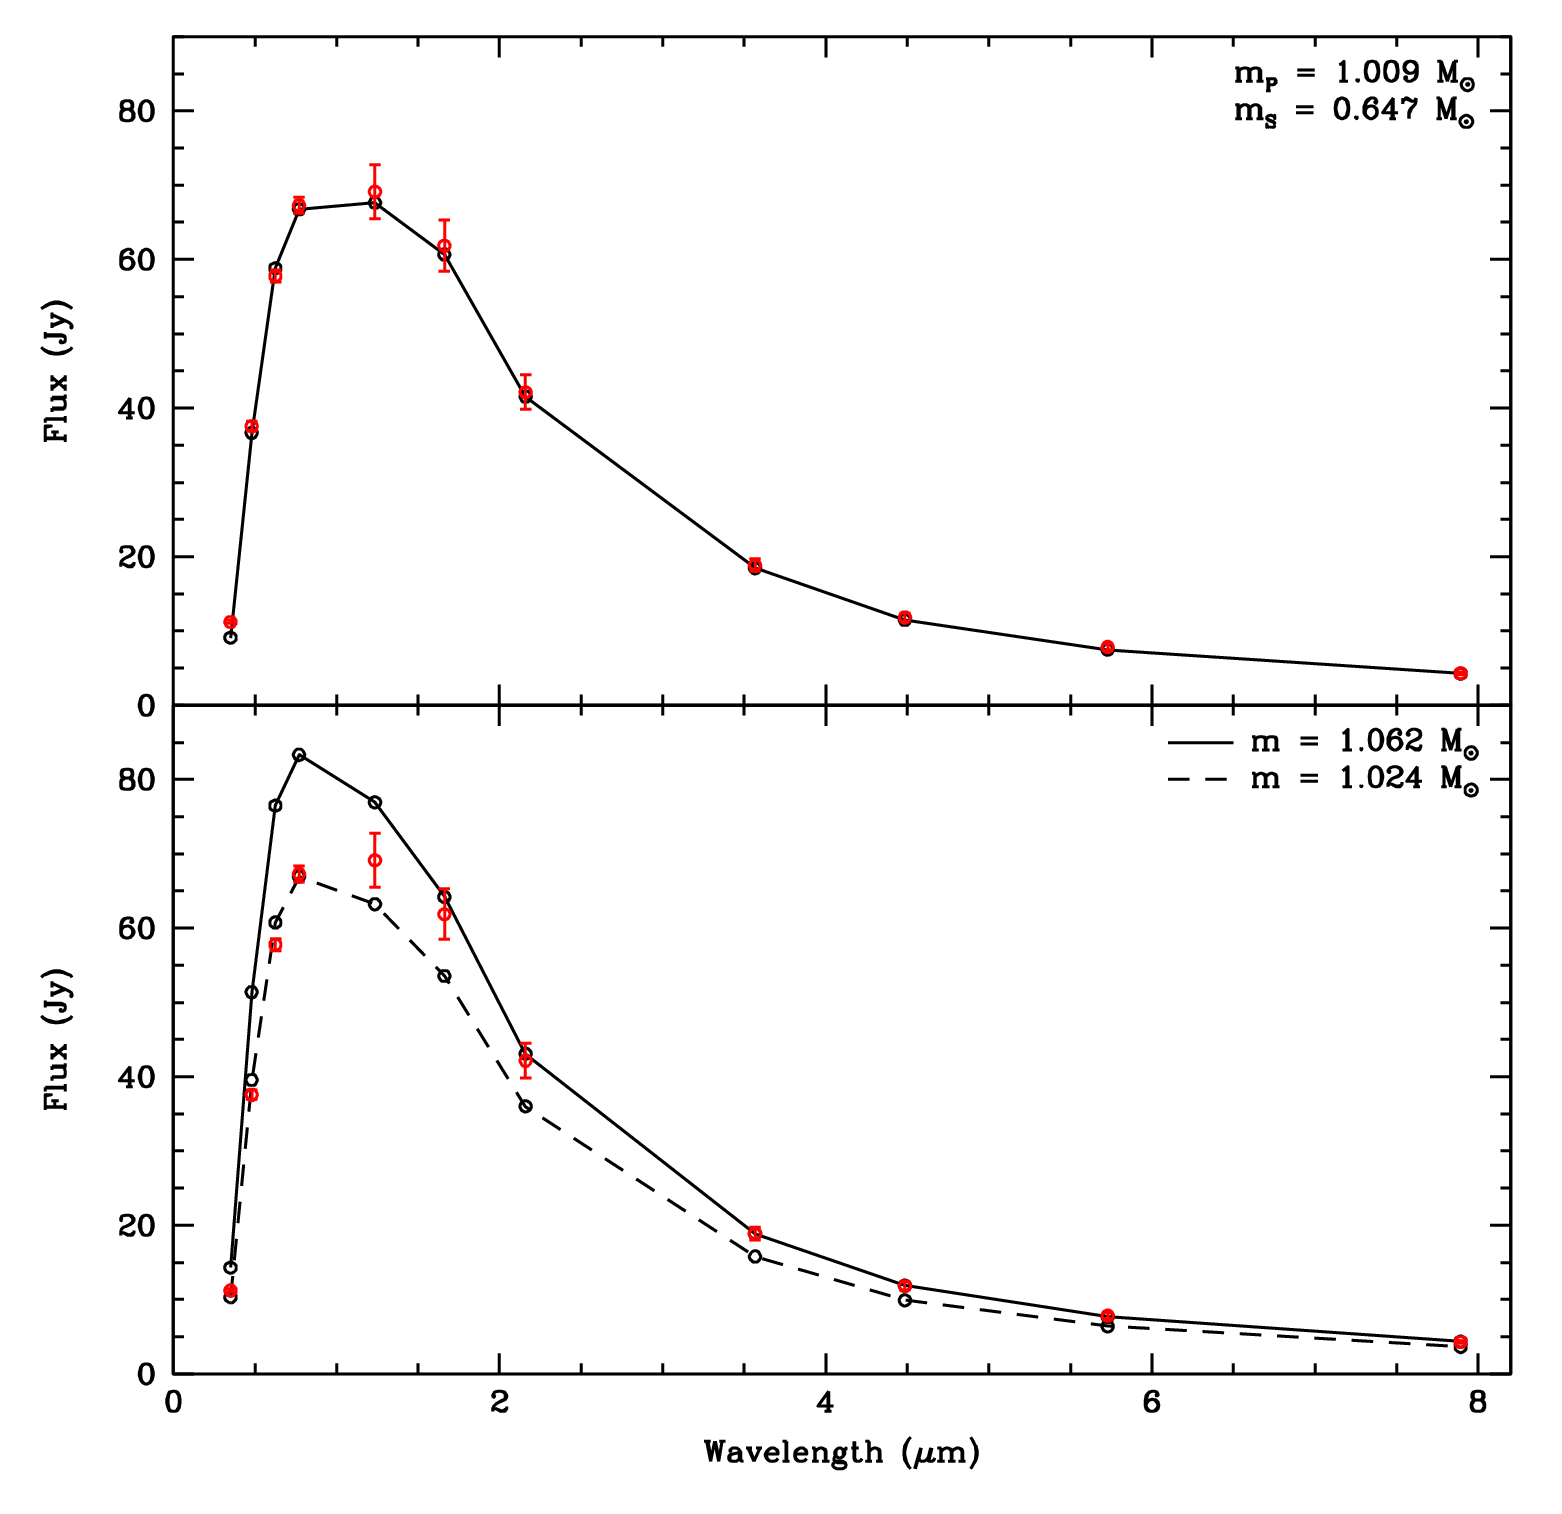 m_P = 1.009 M_⊙
m_S = 0.647 M_⊙
80
60
40
20
0
Flux (Jy)
m = 1.062 M_⊙
m = 1.024 M_⊙
80
60
40
20
0
Flux (Jy)
0 2 4 6 8
Wavelength (μm)